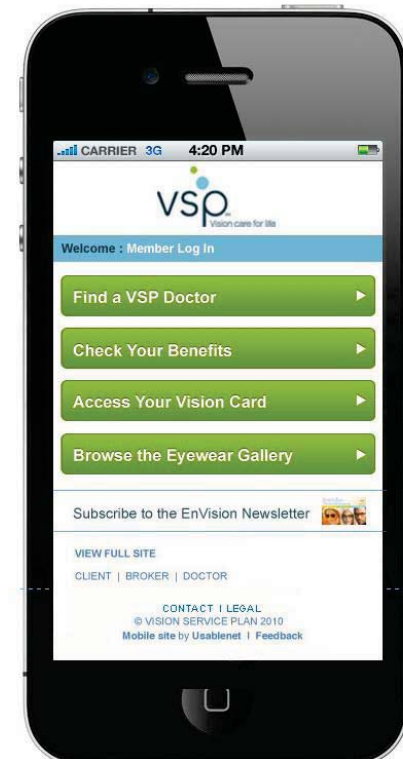 CARRIER 3G 4:20 PM
vsp
Vision care for life
Welcome : Member Log In
Find a VSP Doctor
Check Your Benefits
Access Your Vision Card
Browse the Eyewear Gallery
Subscribe to the EnVision Newsletter
VIEW FULL SITE
CLIENT | BROKER | DOCTOR
CONTACT | LEGAL
© VISION SERVICE PLAN 2010
Mobile site by Usablenet | Feedback